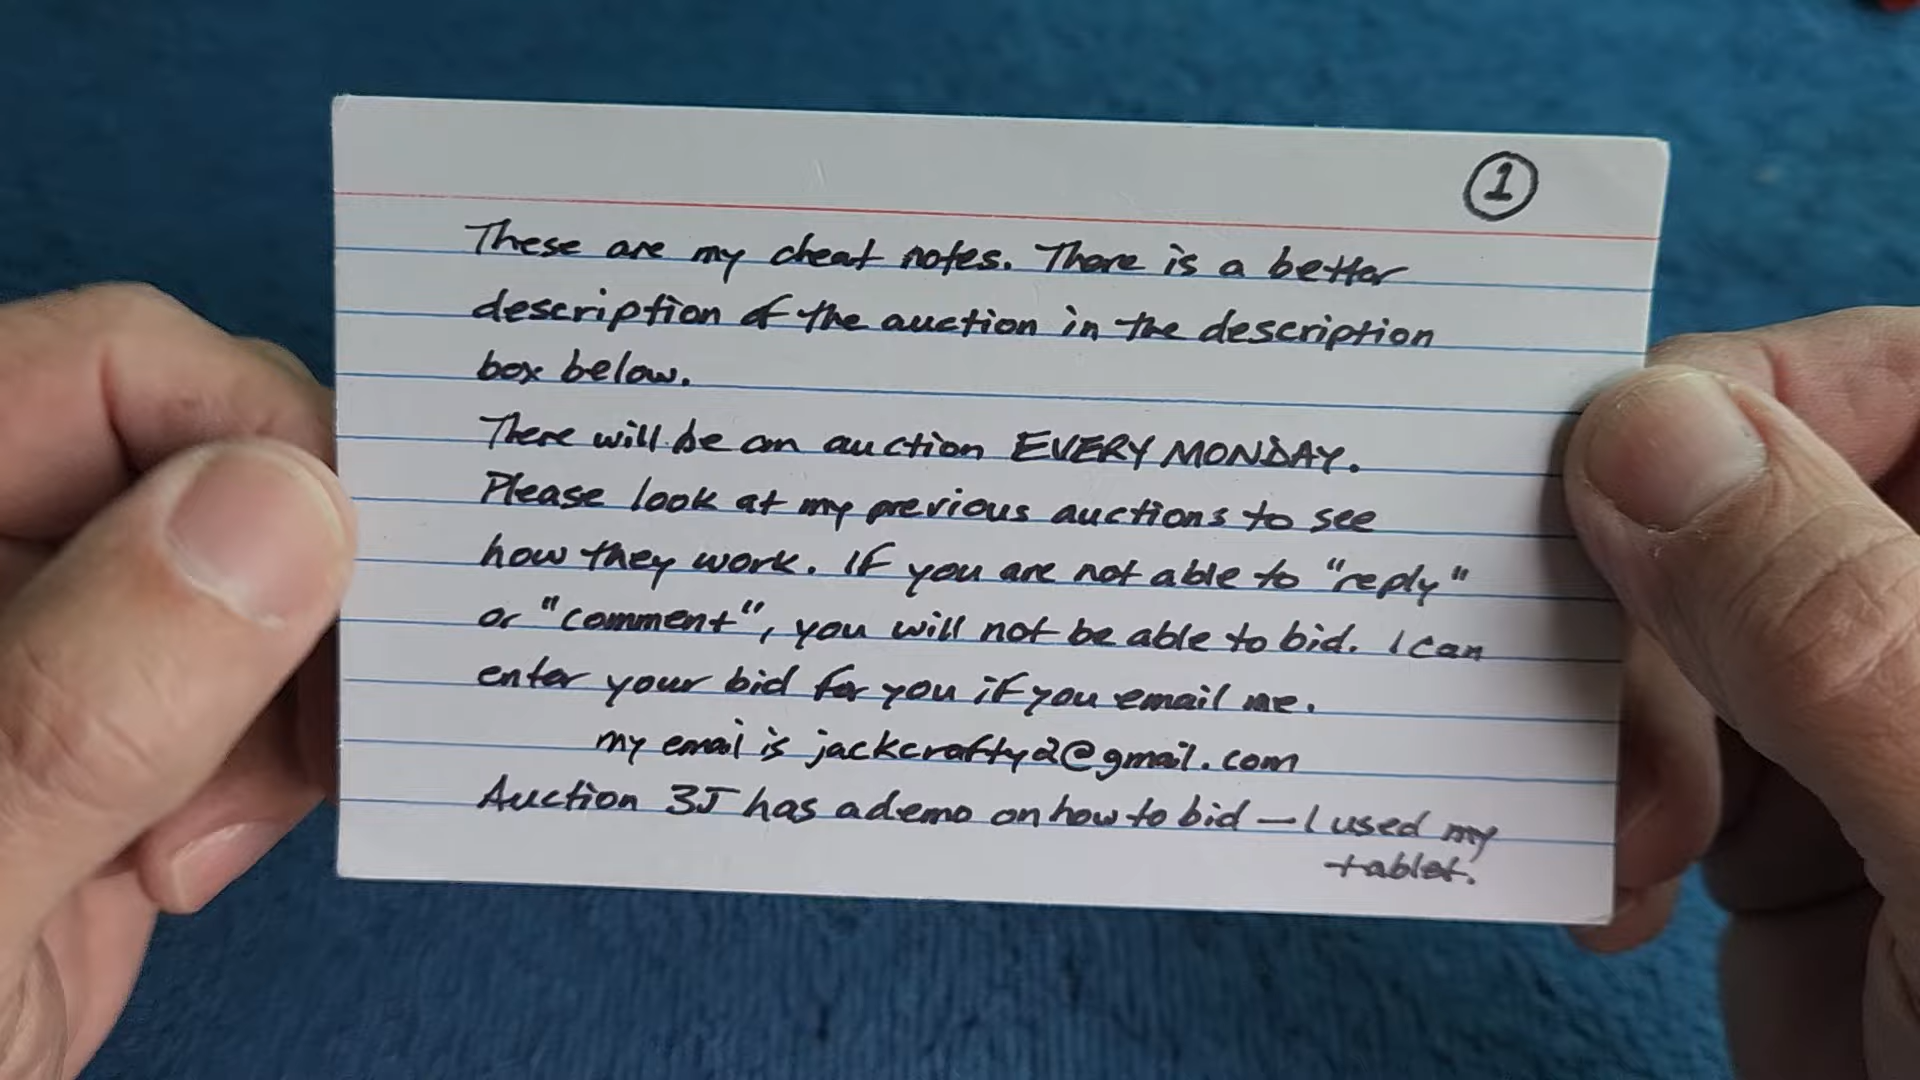 1
These are my cheat notes. There is a better
description of the auction in the description
box below.
There will be an auction EVERY MONDAY.
Please look at my previous auctions to see
how they work. If you are not able to "reply"
or "comment", you will not be able to bid. I can
enter your bid for you if you email me.
my email is jackcrafty2@gmail.com
Auction 3J has a demo on how to bid — I used my
tablet.